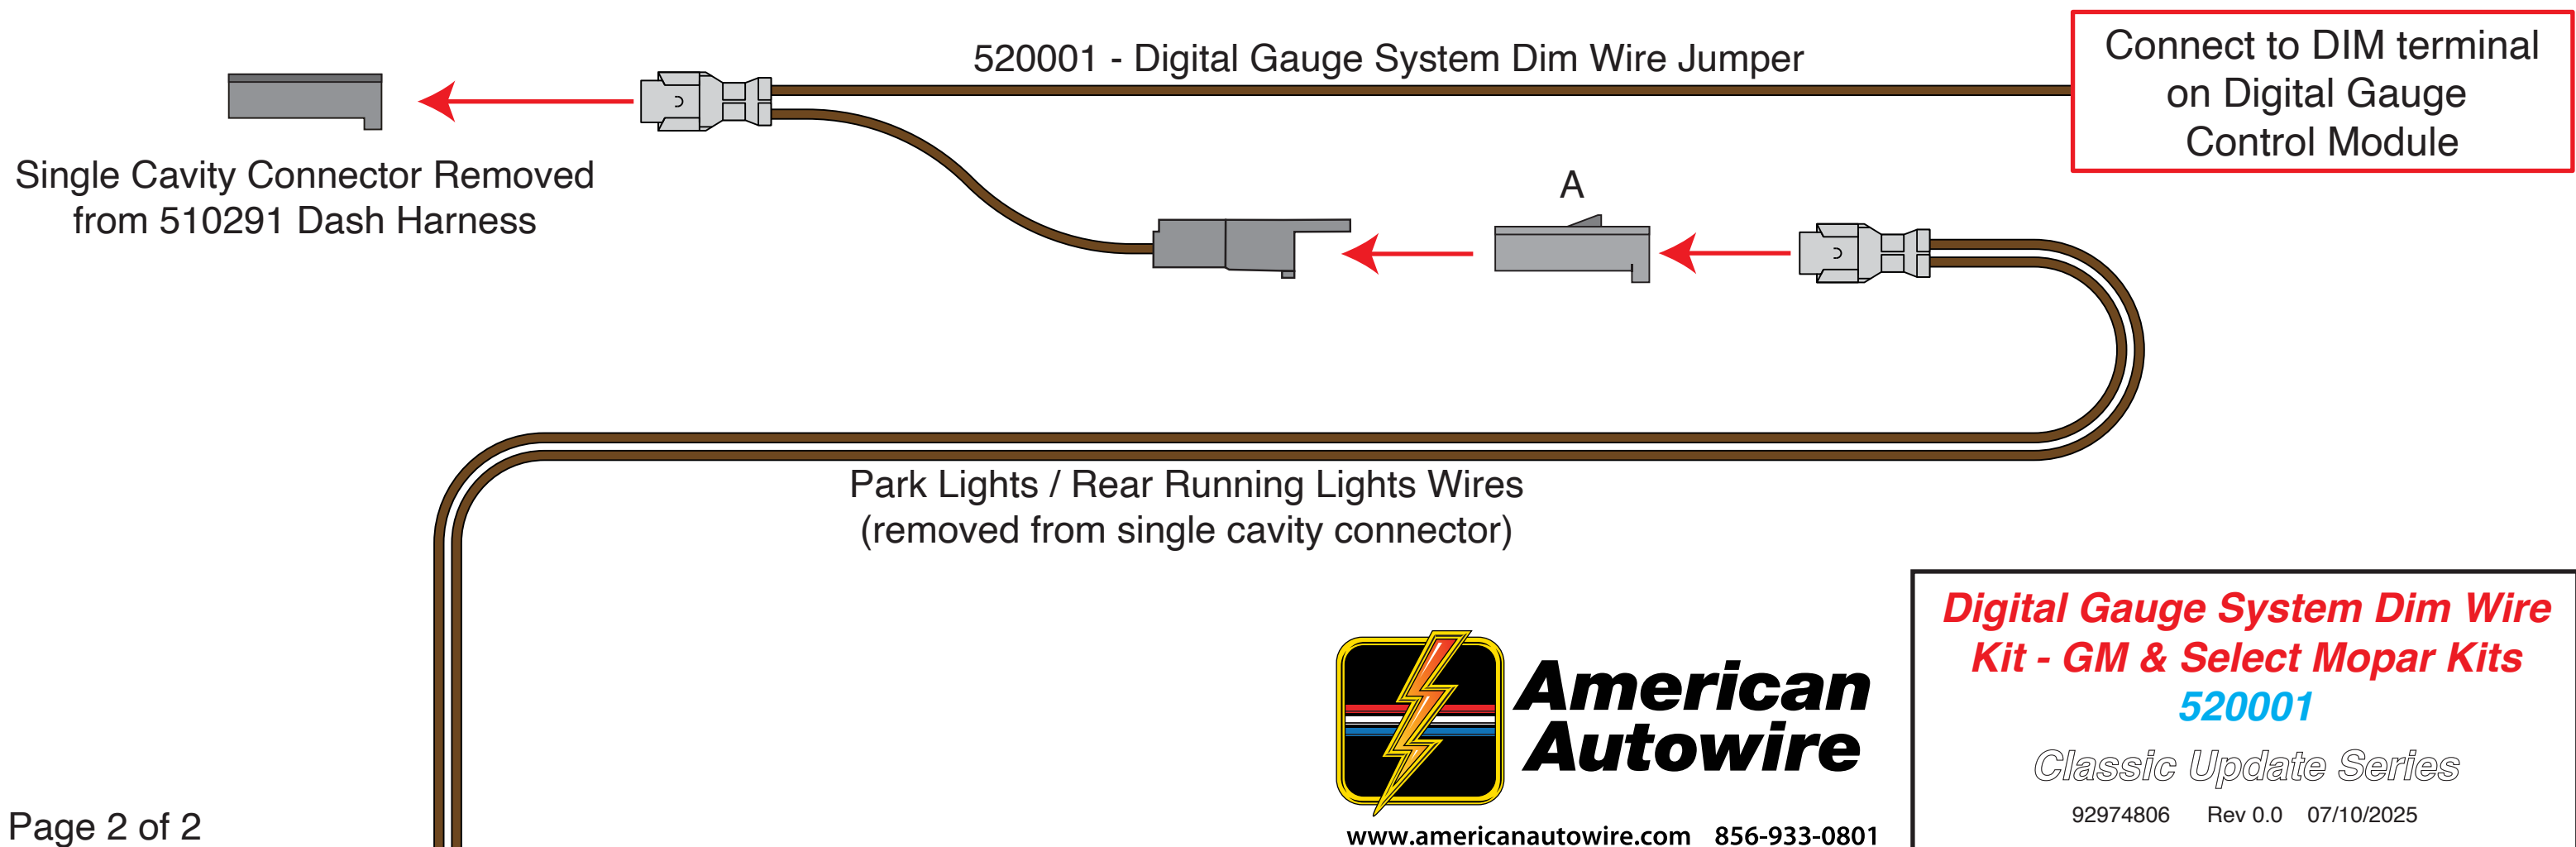 520001 - Digital Gauge System Dim Wire Jumper
Connect to DIM terminal
on Digital Gauge
Control Module
Single Cavity Connector Removed
from 510291 Dash Harness
A
Park Lights / Rear Running Lights Wires
(removed from single cavity connector)
American
Autowire
www.americanautowire.com 856-933-0801
Digital Gauge System Dim Wire
Kit - GM & Select Mopar Kits
520001
Classic Update Series
92974806 Rev 0.0 07/10/2025
Page 2 of 2